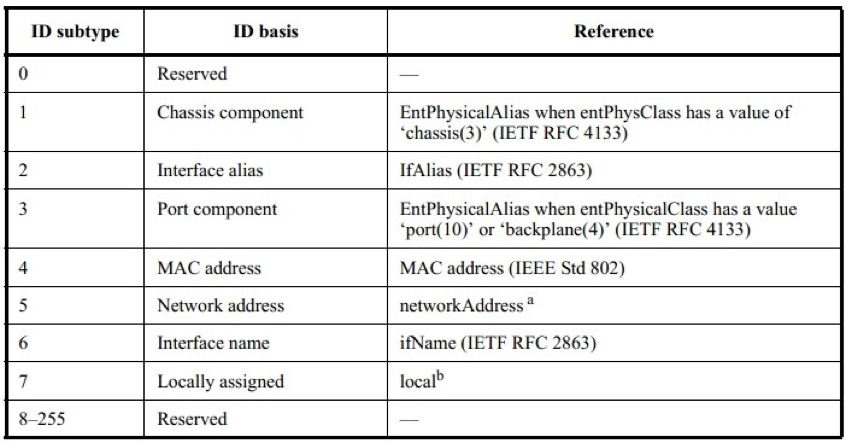 ID subtype ID basis Reference
0 Reserved —
1 Chassis component EntPhysicalAlias when entPhysClass has a value of
‘chassis(3)’ (IETF RFC 4133)
2 Interface alias IfAlias (IETF RFC 2863)
3 Port component EntPhysicalAlias when entPhysicalClass has a value
‘port(10)’ or ‘backplane(4)’ (IETF RFC 4133)
4 MAC address MAC address (IEEE Std 802)
5 Network address networkAddress a
6 Interface name ifName (IETF RFC 2863)
7 Locally assigned local b
8–255 Reserved —